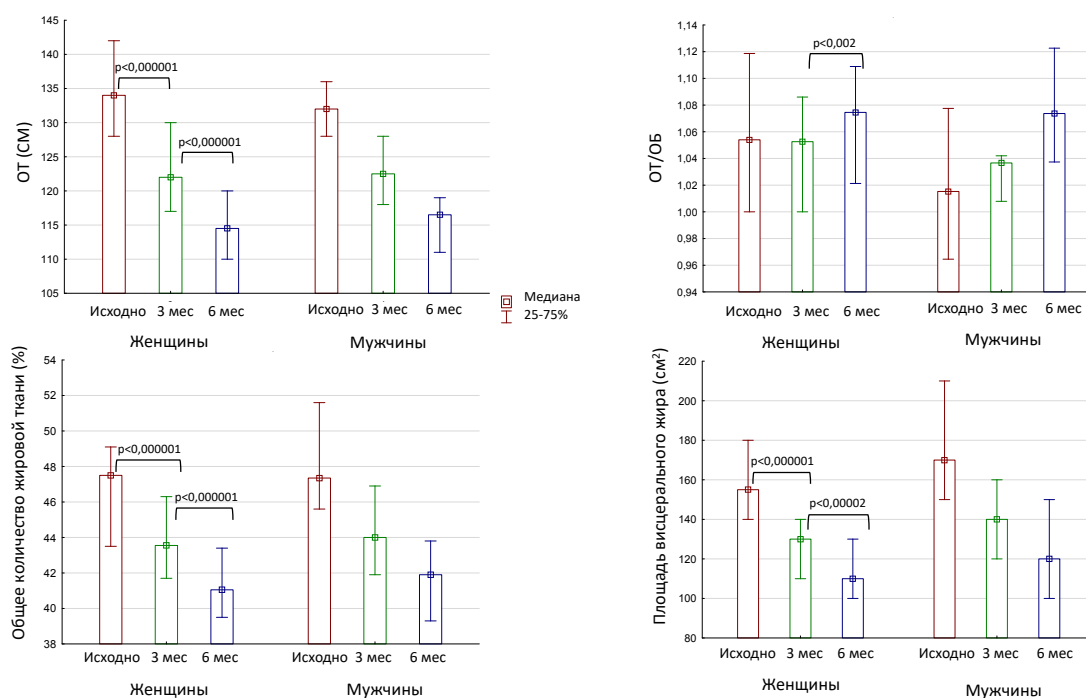 ОТ (СМ)
145
140
135
130
125
120
115
110
105
p<0,000001
p<0,000001
Исходно 3 мес 6 мес Исходно 3 мес 6 мес
Женщины Мужчины
Медиана
25-75%
ОТ/ОБ
1,14
1,12
1,10
1,08
1,06
1,04
1,02
1,00
0,98
0,96
0,94
p<0,002
Исходно 3 мес 6 мес Исходно 3 мес 6 мес
Женщины Мужчины
Общее количество жировой ткани (%)
54
52
50
48
46
44
42
40
38
p<0,000001
p<0,000001
Исходно 3 мес 6 мес Исходно 3 мес 6 мес
Женщины Мужчины
Площадь висцерального жира (см²)
220
200
180
160
140
120
100
80
p<0,000001
p<0,00002
Исходно 3 мес 6 мес Исходно 3 мес 6 мес
Женщины Мужчины